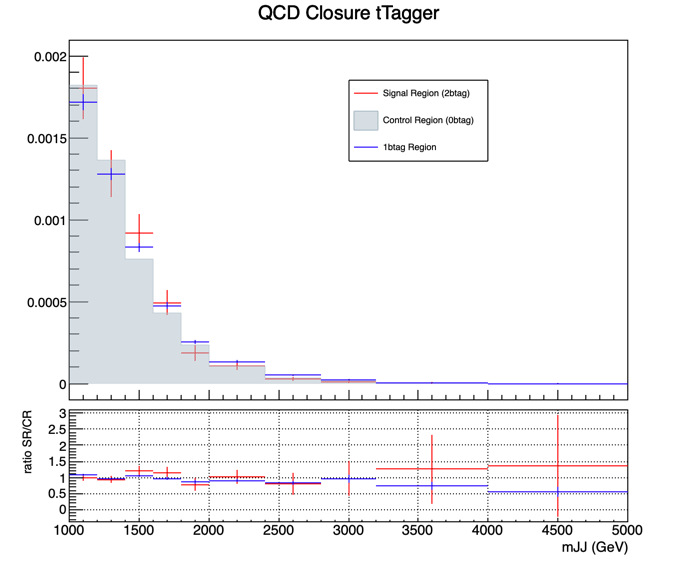 QCD Closure tTagger
0.002
0.0015
0.001
0.0005
0
Signal Region (2btag)
Control Region (0btag)
1btag Region
ratio SR/CR
3
2.5
2
1.5
1
0.5
0
1000 1500 2000 2500 3000 3500 4000 4500 5000
mJJ (GeV)